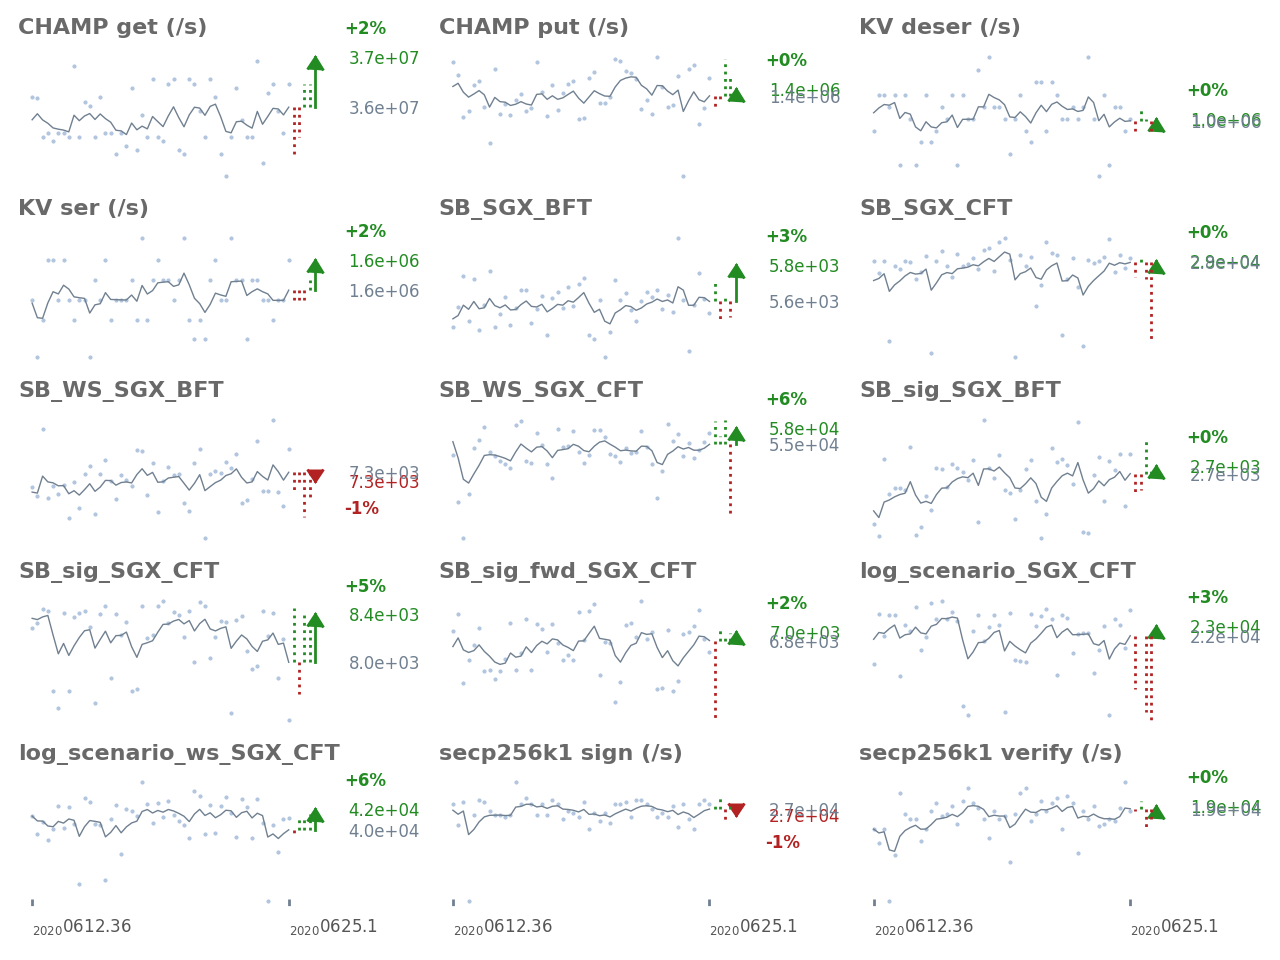 CHAMP get (/s)
+2%
3.7e+07
3.6e+07
CHAMP put (/s)
+0%
1.4e+06
1.4e+06
KV deser (/s)
+0%
1.0e+06
1.0e+06
KV ser (/s)
+2%
1.6e+06
1.6e+06
SB_SGX_BFT
+3%
5.8e+03
5.6e+03
SB_SGX_CFT
+0%
2.9e+04
SB_WS_SGX_BFT
7.3e+03
7.3e+03
-1%
SB_WS_SGX_CFT
+6%
5.8e+04
5.5e+04
SB_sig_SGX_BFT
+0%
2.7e+03
2.7e+03
SB_sig_SGX_CFT
+5%
8.4e+03
8.0e+03
SB_sig_fwd_SGX_CFT
+2%
7.0e+03
6.8e+03
log_scenario_SGX_CFT
+3%
2.3e+04
2.2e+04
log_scenario_ws_SGX_CFT
+6%
4.2e+04
4.0e+04
secp256k1 sign (/s)
2.7e+04
2.7e+04
-1%
secp256k1 verify (/s)
+0%
1.9e+04
1.9e+04
20200612.36
20200625.1
20200612.36
20200625.1
20200612.36
20200625.1